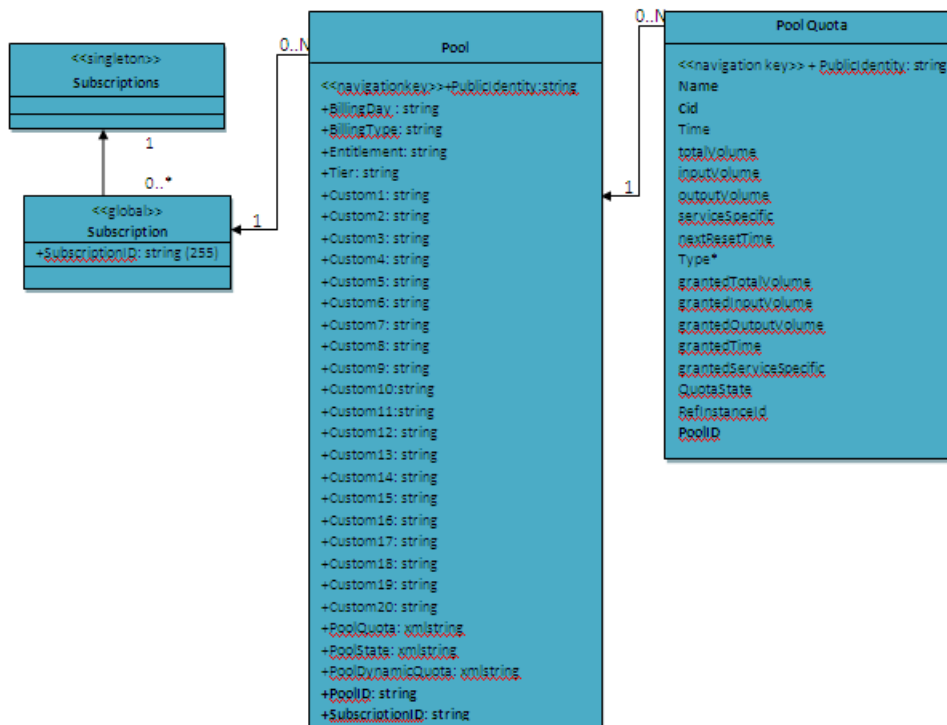 <<singleton>>
Subscriptions
1
0..*
<<global>>
Subscription
+SubscriptionID: string (255)
1
0..N
Pool
<<navigationkey>>+PublicIdentity:string
+BillingDay : string
+BillingType: string
+Entitlement: string
+Tier: string
+Custom1: string
+Custom2: string
+Custom3: string
+Custom4: string
+Custom5: string
+Custom6: string
+Custom7: string
+Custom8: string
+Custom9: string
+Custom10:string
+Custom11:string
+Custom12: string
+Custom13: string
+Custom14: string
+Custom15: string
+Custom16: string
+Custom17: string
+Custom18: string
+Custom19: string
+Custom20: string
+PoolQuota: xmlstring
+PoolState: xmlstring
+PoolDynamicQuota: xmlstring
+PoolID: string
+SubscriptionID: string
1
0..N
Pool Quota
<<navigation key>> + PublicIdentity: string
Name
Cid
Time
totalVolume
inputVolume
outputVolume
serviceSpecific
nextResetTime
Type*
grantedTotalVolume
grantedInputVolume
grantedOutputVolume
grantedTime
grantedServiceSpecific
QuotaState
RefInstanceId
PoolID